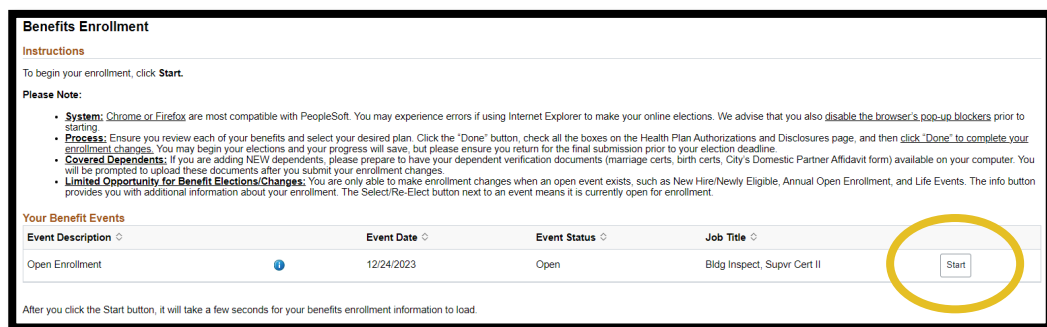 Benefits Enrollment
Instructions
To begin your enrollment, click Start.
Please Note:
• System: Chrome or Firefox are most compatible with PeopleSoft. You may experience errors if using Internet Explorer to make your online elections. We advise that you also disable the browser's pop-up blockers prior to
starting.
• Process: Ensure you review each of your benefits and select your desired plan. Click the "Done" button, check all the boxes on the Health Plan Authorizations and Disclosures page, and then click "Done" to complete your
enrollment changes. You may begin your elections and your progress will save, but please ensure you return for the final submission prior to your election deadline.
• Covered Dependents: If you are adding NEW dependents, please prepare to have your dependent verification documents (marriage certs, birth certs, City's Domestic Partner Affidavit form) available on your computer. You
will be prompted to upload these documents after you submit your enrollment changes.
• Limited Opportunity for Benefit Elections/Changes: You are only able to make enrollment changes when an open event exists, such as New Hire/Newly Eligible, Annual Open Enrollment, and Life Events. The info button
provides you with additional information about your enrollment. The Select/Re-Elect button next to an event means it is currently open for enrollment.
Your Benefit Events
Event Description Event Date Event Status Job Title
Open Enrollment 12/24/2023 Open Bldg Inspect, Supvr Cert II Start
After you click the Start button, it will take a few seconds for your benefits enrollment information to load.